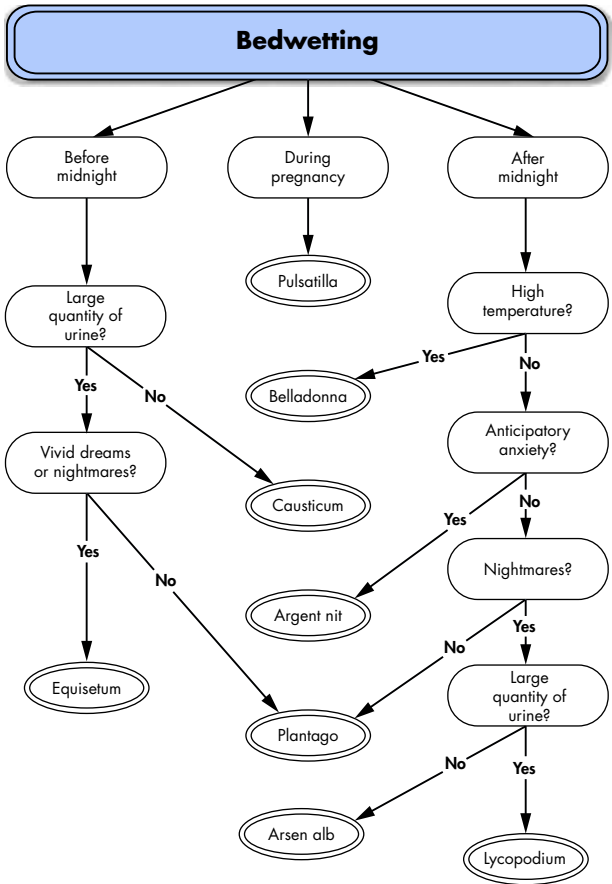 Bedwetting
Before
midnight
During
pregnancy
After
midnight
Pulsatilla
Large
quantity of
urine?
High
temperature?
Yes
No
Belladonna
Yes
No
Vivid dreams
or nightmares?
Anticipatory
anxiety?
Causticum
Yes
No
Yes
No
Nightmares?
Argent nit
No
Yes
Equisetum
Large
quantity of
urine?
Plantago
No
Yes
Arsen alb
Lycopodium